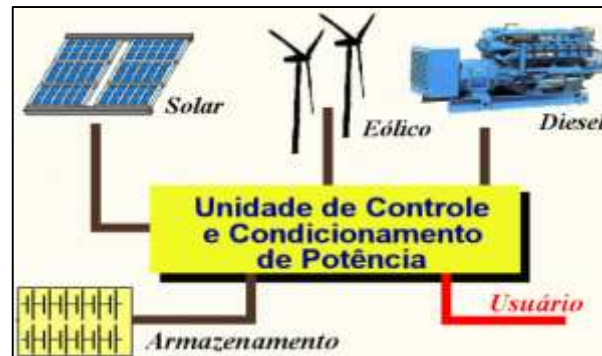 Solar
Eólico
Diesel
Unidade de Controle
e Condicionamento
de Potência
Usuário
Armazenamento